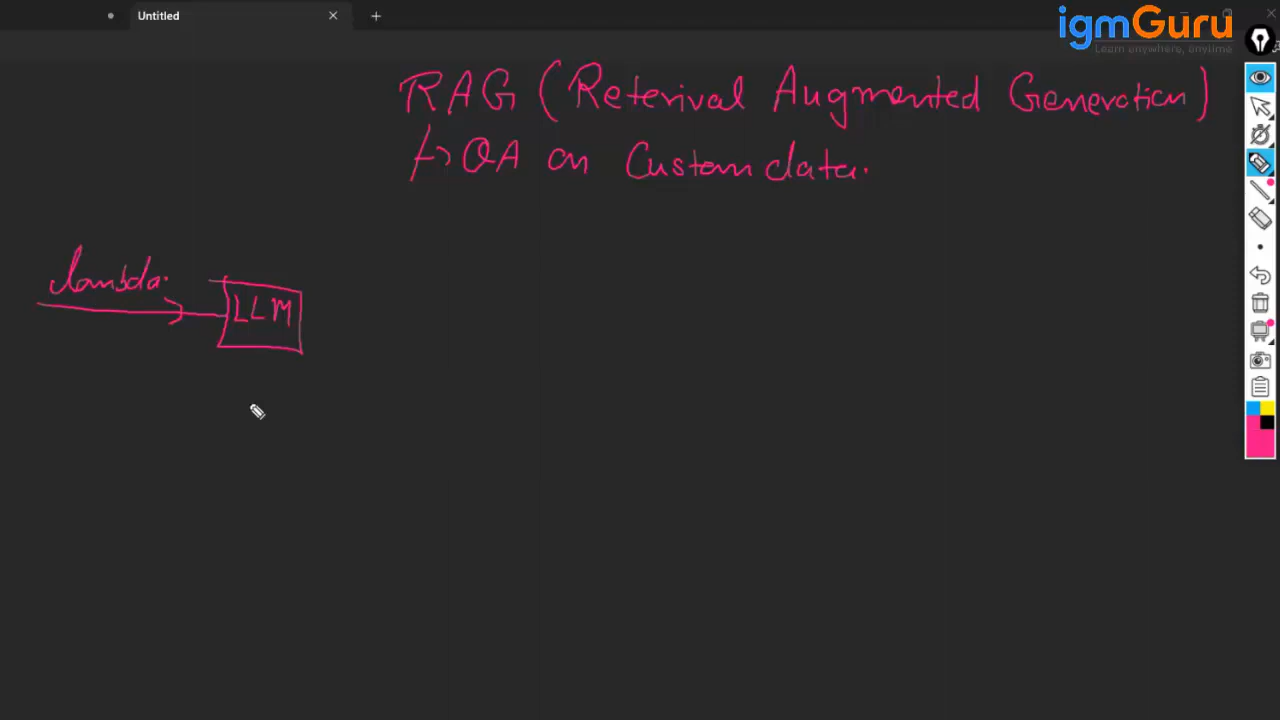 Untitled
igmGuru
Learn anywhere, anytime
RAG (Reterival Augmented Generation)
↳ QA on Custom data.
lambda.
LLM